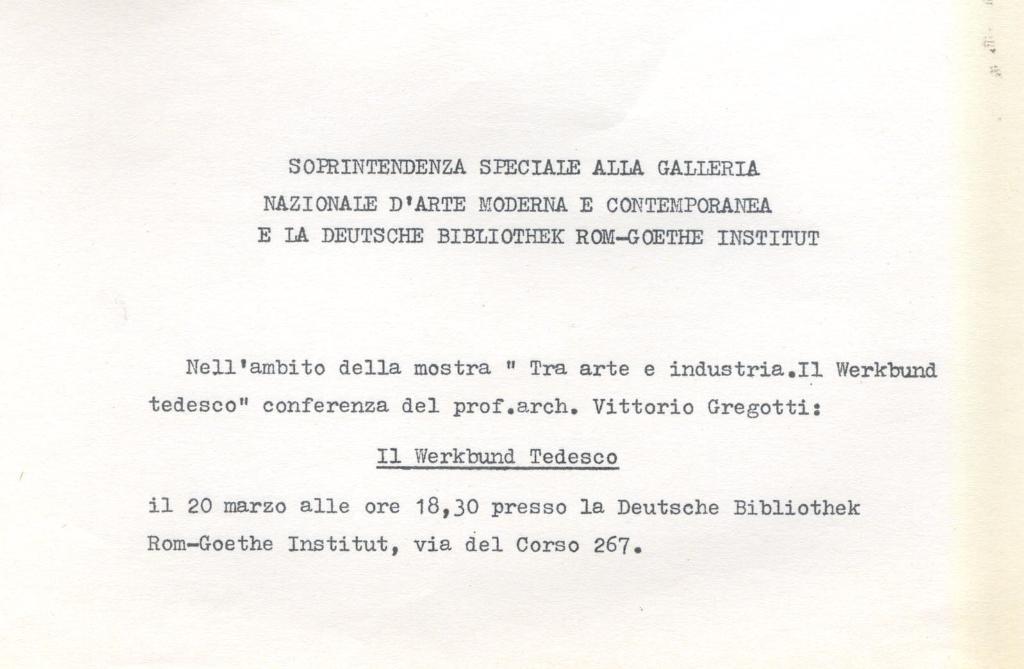 SOPRINTENDENZA SPECIALE ALLA GALLERIA
NAZIONALE D'ARTE MODERNA E CONTEMPORANEA
E LA DEUTSCHE BIBLIOTHEK ROM-GOETHE INSTITUT
Nell'ambito della mostra " Tra arte e industria.Il Werkbund
tedesco" conferenza del prof.arch. Vittorio Gregotti:
Il Werkbund Tedesco
il 20 marzo alle ore 18,30 presso la Deutsche Bibliothek
Rom-Goethe Institut, via del Corso 267.